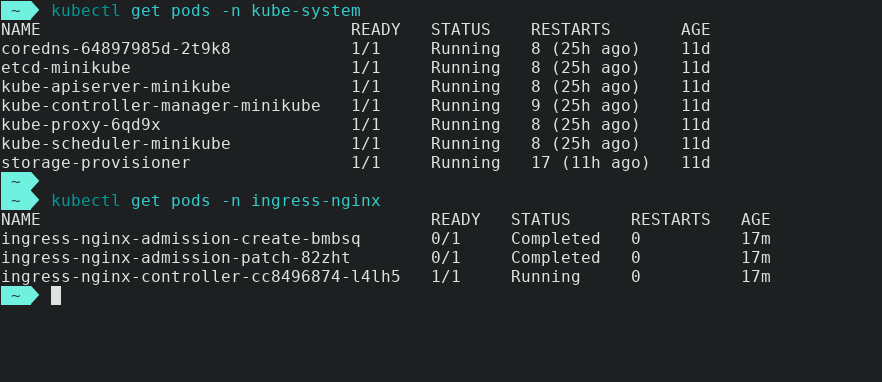 ~ kubectl get pods -n kube-system
NAME                               READY   STATUS    RESTARTS       AGE
coredns-64897985d-2t9k8            1/1     Running   8 (25h ago)    11d
etcd-minikube                      1/1     Running   8 (25h ago)    11d
kube-apiserver-minikube            1/1     Running   8 (25h ago)    11d
kube-controller-manager-minikube   1/1     Running   9 (25h ago)    11d
kube-proxy-6qd9x                   1/1     Running   8 (25h ago)    11d
kube-scheduler-minikube            1/1     Running   8 (25h ago)    11d
storage-provisioner                1/1     Running   17 (11h ago)   11d
~
~ kubectl get pods -n ingress-nginx
NAME                                       READY   STATUS      RESTARTS   AGE
ingress-nginx-admission-create-bmbsq       0/1     Completed   0          17m
ingress-nginx-admission-patch-82zht        0/1     Completed   0          17m
ingress-nginx-controller-cc8496874-l4lh5   1/1     Running     0          17m
~